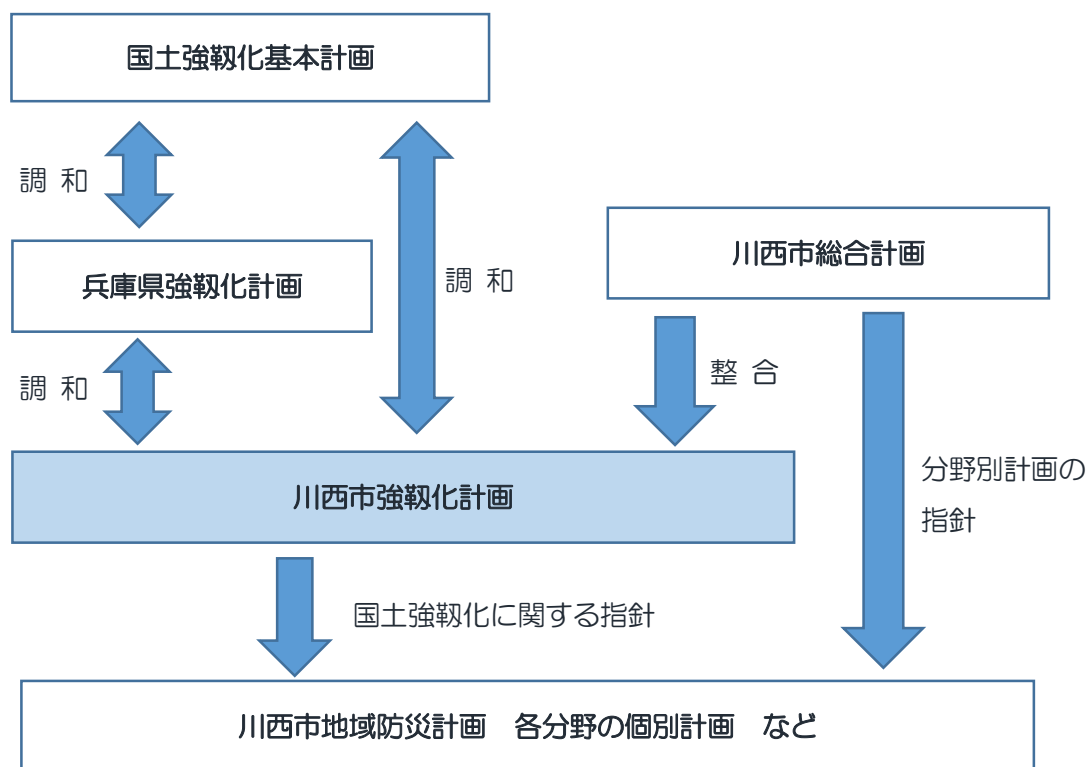 国土強靱化基本計画
調 和
兵庫県強靱化計画
調 和
川西市総合計画
調 和
整 合
川西市強靱化計画
分野別計画の
指針
国土強靱化に関する指針
川西市地域防災計画　各分野の個別計画　など